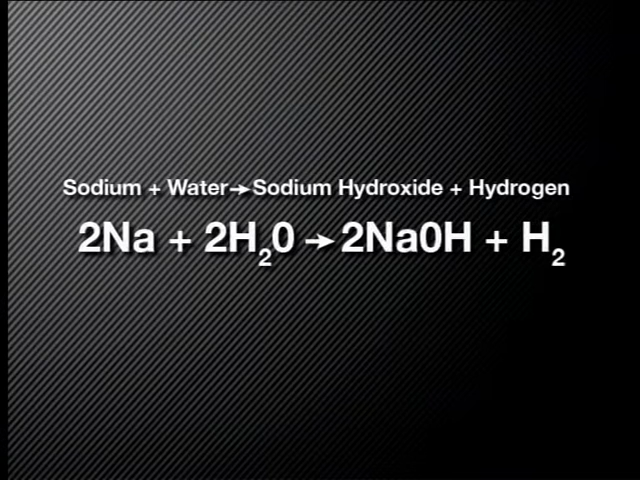 Sodium + Water→Sodium Hydroxide + Hydrogen
2Na + 2H₂0 → 2Na0H + H₂